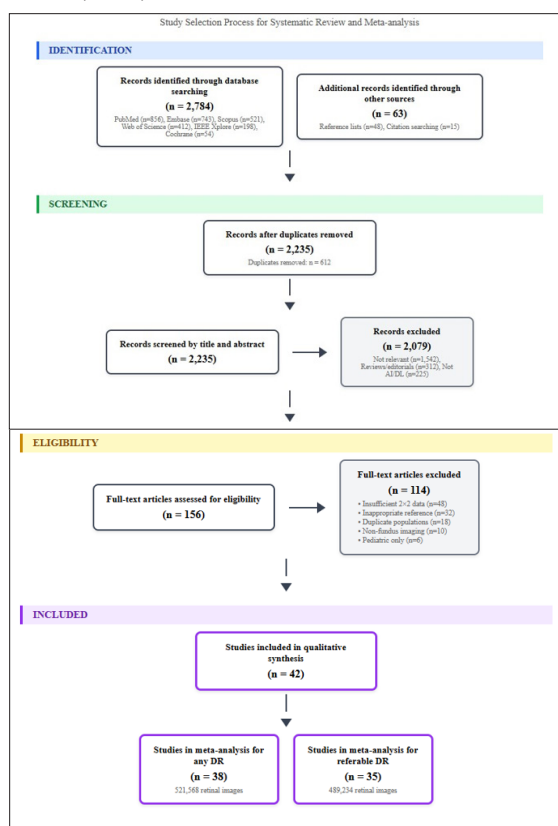 Study Selection Process for Systematic Review and Meta-analysis
IDENTIFICATION
Records identified through database
searching
(n = 2,784)
PubMed (n=856), Embase (n=743), Scopus (n=521),
Web of Science (n=412), IEEE Xplore (n=198),
Cochrane (n=54)
Additional records identified through
other sources
(n = 63)
Reference lists (n=48), Citation searching (n=15)
SCREENING
Records after duplicates removed
(n = 2,235)
Duplicates removed: n = 612
Records screened by title and abstract
(n = 2,235)
Records excluded
(n = 2,079)
Not relevant (n=1,542),
Reviews/editorials (n=312), Not
AI/DL (n=225)
ELIGIBILITY
Full-text articles assessed for eligibility
(n = 156)
Full-text articles excluded
(n = 114)
• Insufficient 2×2 data (n=48)
• Inappropriate reference (n=32)
• Duplicate populations (n=18)
• Non-fundus imaging (n=10)
• Pediatric only (n=6)
INCLUDED
Studies included in qualitative
synthesis
(n = 42)
Studies in meta-analysis for
any DR
(n = 38)
521,568 retinal images
Studies in meta-analysis for
referable DR
(n = 35)
489,234 retinal images